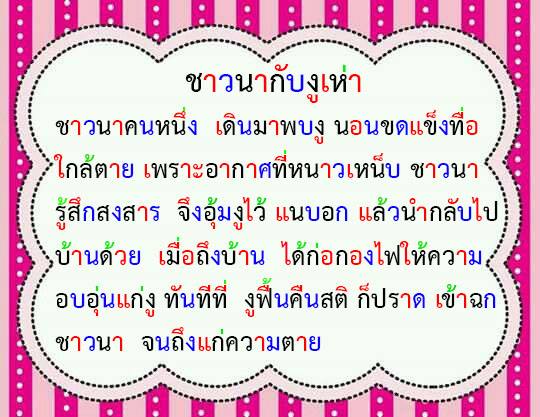 ชาวนากับงูเห่า
ชาวนาคนหนึ่ง เดินมาพบงู นอนขดแข็งทื่อ
ใกล้ตาย เพราะอากาศที่หนาวเหน็บ ชาวนา
รู้สึกสงสาร จึงอุ้มงูไว้ แนบอก แล้วนำกลับไป
บ้านด้วย เมื่อถึงบ้าน ได้ก่อกองไฟให้ความ
อบอุ่นแก่งู ทันทีที่ งูฟื้นคืนสติ ก็ปราด เข้าฉก
ชาวนา จนถึงแก่ความตาย